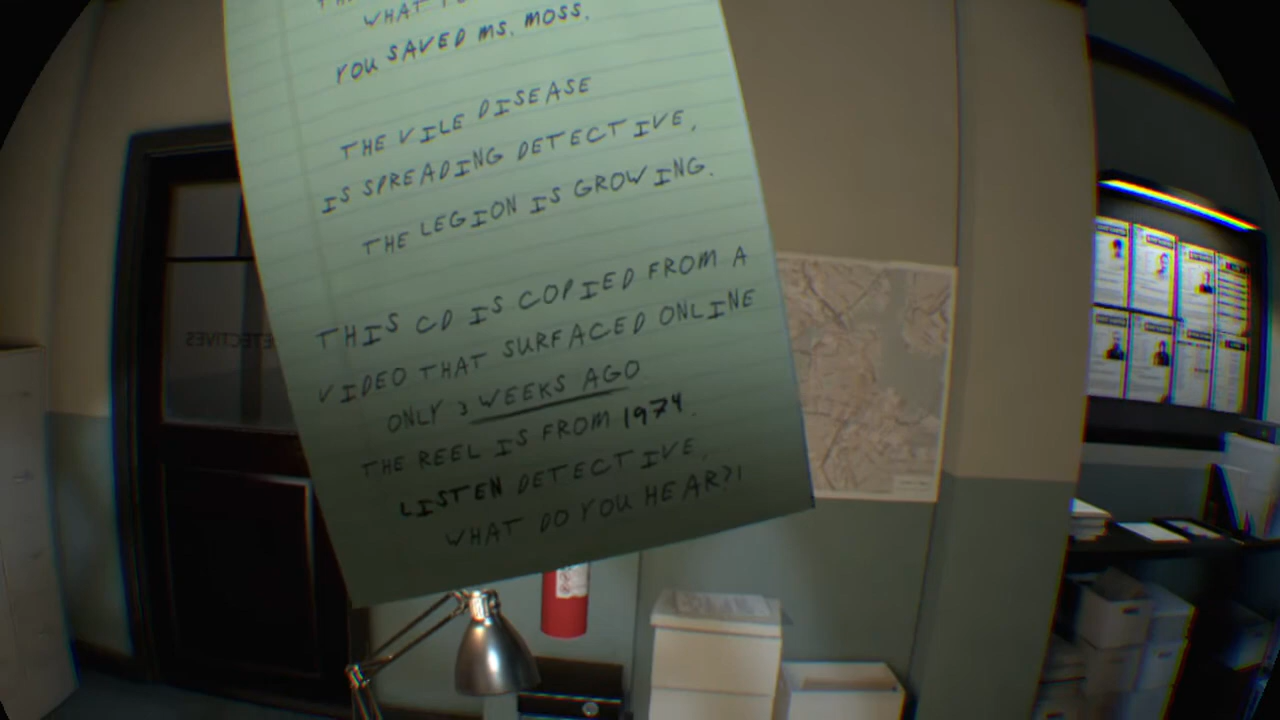 WHAT
YOU SAVED MS. MOSS.
THE VILE DISEASE
IS SPREADING DETECTIVE,
THE LEGION IS GROWING.
THIS CD IS COPIED FROM A
VIDEO THAT SURFACED ONLINE
ONLY 3 WEEKS AGO
THE REEL IS FROM 1974.
LISTEN DETECTIVE,
WHAT DO YOU HEAR?!
DETECTIVES